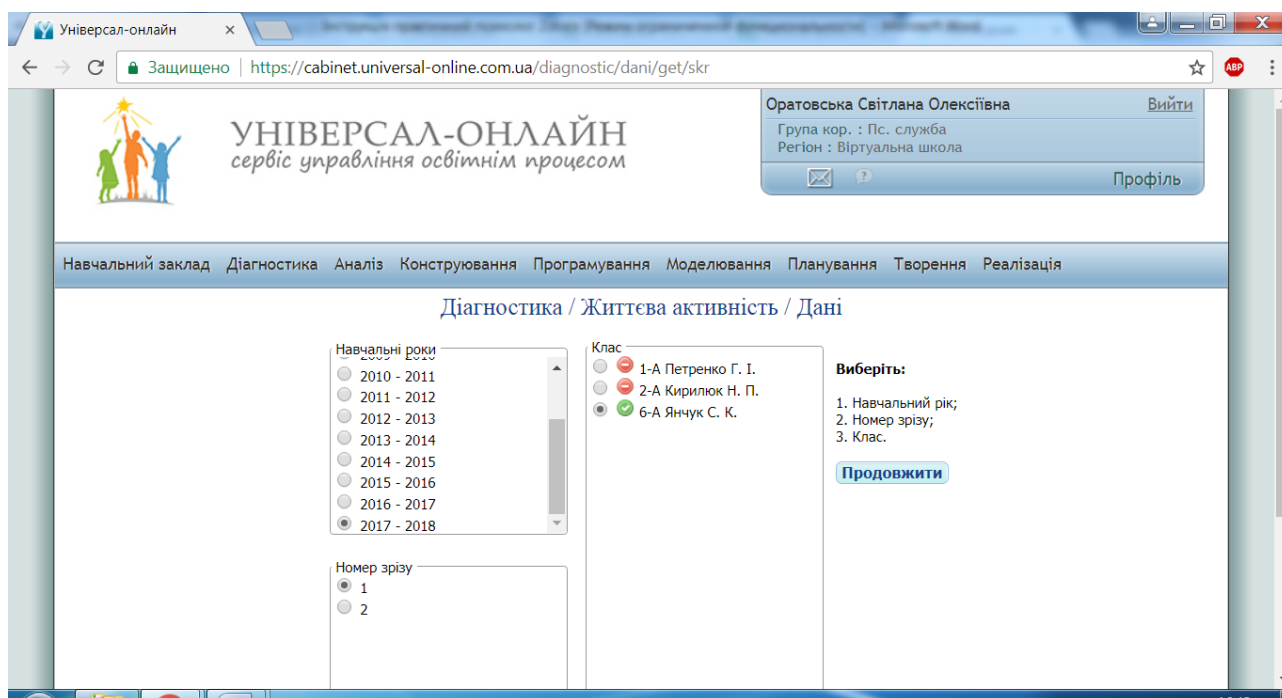 Універсал-онлайн
Защищено | https://cabinet.universal-online.com.ua/diagnostic/dani/get/skr
ABP
УНІВЕРСАЛ-ОНЛАЙН
сервіс управління освітнім процесом
Оратовська Світлана Олексіївна Выйти
Група кор. : Пс. служба
Регіон : Віртуальна школа
Профіль
Навчальний заклад Діагностика Аналіз Конструювання Програмування Моделювання Планування Творення Реалізація
Діагностика / Життєва активність / Дані
Навчальні роки
2009 - 2010
2010 - 2011
2011 - 2012
2012 - 2013
2013 - 2014
2014 - 2015
2015 - 2016
2016 - 2017
2017 - 2018
Номер зрізу
1
2
Клас
1-А Петренко Г. І.
2-А Кирилюк Н. П.
6-А Янчук С. К.
Виберіть:
1. Навчальний рік;
2. Номер зрізу;
3. Клас.
Продовжити